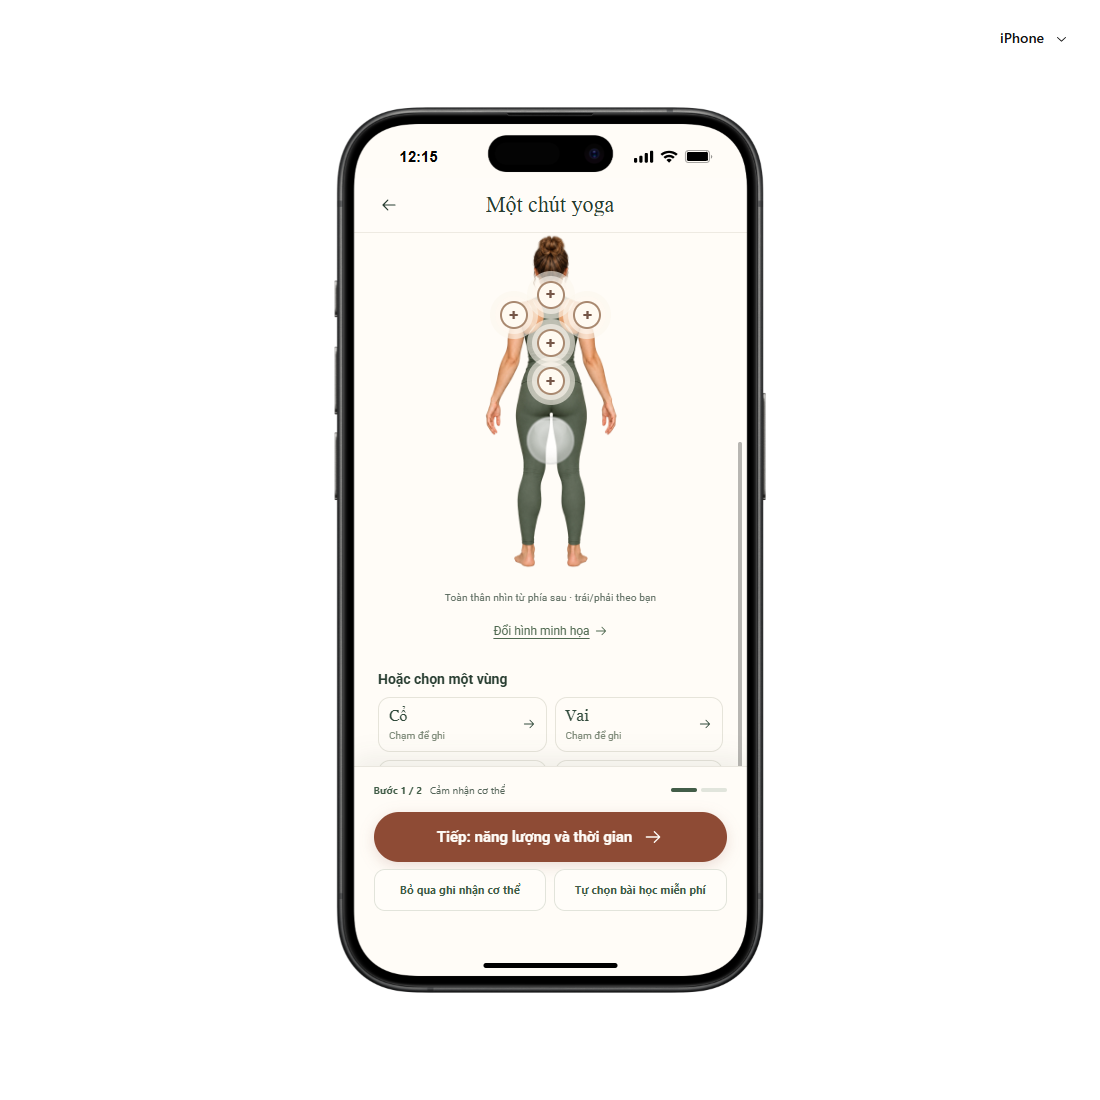 iPhone
12:15
Một chút yoga
Toàn thân nhìn từ phía sau · trái/phải theo bạn
Đổi hình minh họa →
Hoặc chọn một vùng
Cổ
Chạm để ghi
Vai
Chạm để ghi
Bước 1 / 2 Cảm nhận cơ thể
Tiếp: năng lượng và thời gian →
Bỏ qua ghi nhận cơ thể
Tự chọn bài học miễn phí